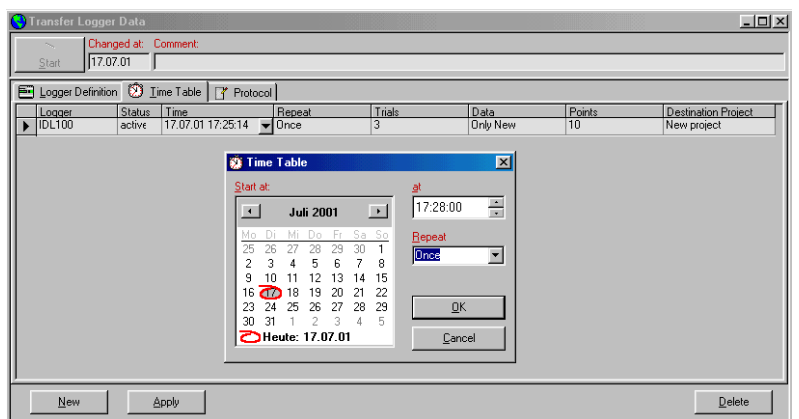 Transfer Logger Data
Changed at: Comment:
Start 17.07.01
Logger Definition Time Table Protocol
Logger Status Time Repeat Trials Data Points Destination Project
IDL100 active 17.07.01 17:25:14 Once 3 Only New 10 New project
Time Table
Start at: at
Juli 2001 17:28:00
Mo Di Mi Do Fr Sa So Repeat
25 26 27 28 29 30 1 Once
2 3 4 5 6 7 8
9 10 11 12 13 14 15
16 17 18 19 20 21 22
23 24 25 26 27 28 29 OK
30 31 1 2 3 4 5
Heute: 17.07.01 Cancel
New Apply Delete